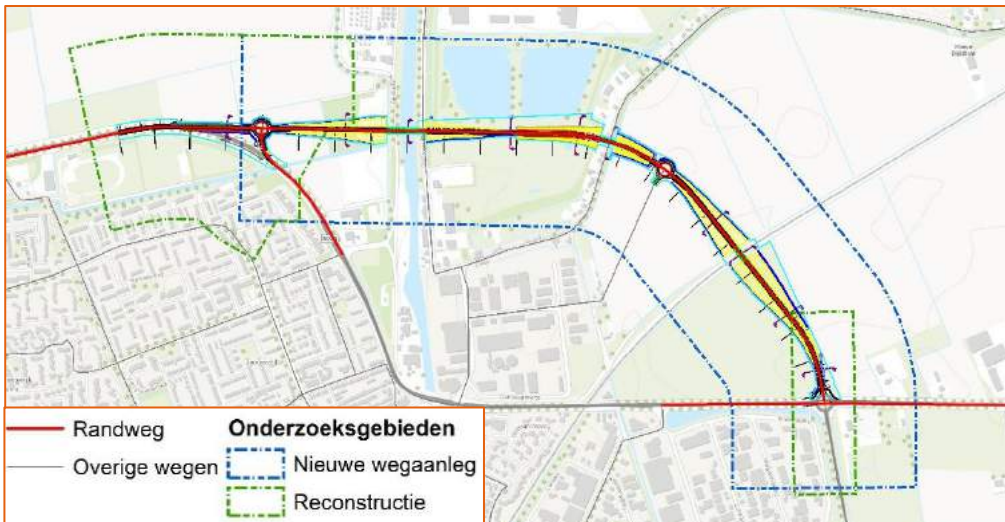 Randweg
Overige wegen
Onderzoeksgebieden
Nieuwe wegaanleg
Reconstructie